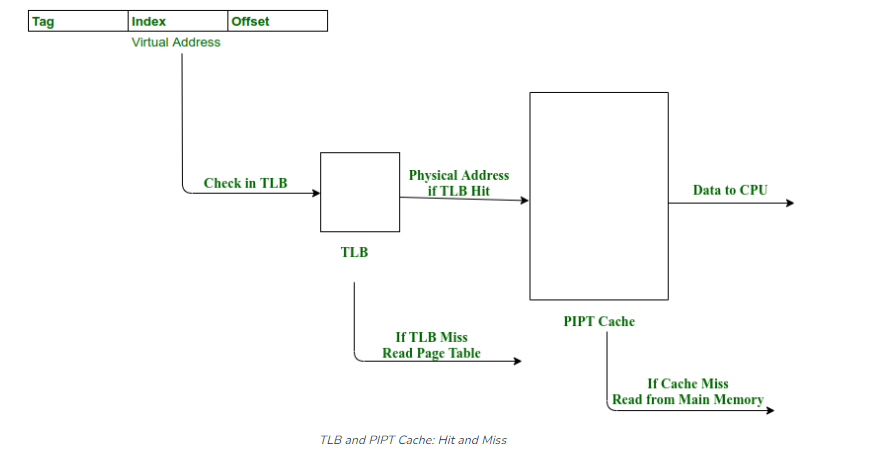 Tag Index Offset
Virtual Address
Check in TLB
Physical Address
if TLB Hit
Data to CPU
TLB
PIPT Cache
If TLB Miss
Read Page Table
If Cache Miss
Read from Main Memory
TLB and PIPT Cache: Hit and Miss